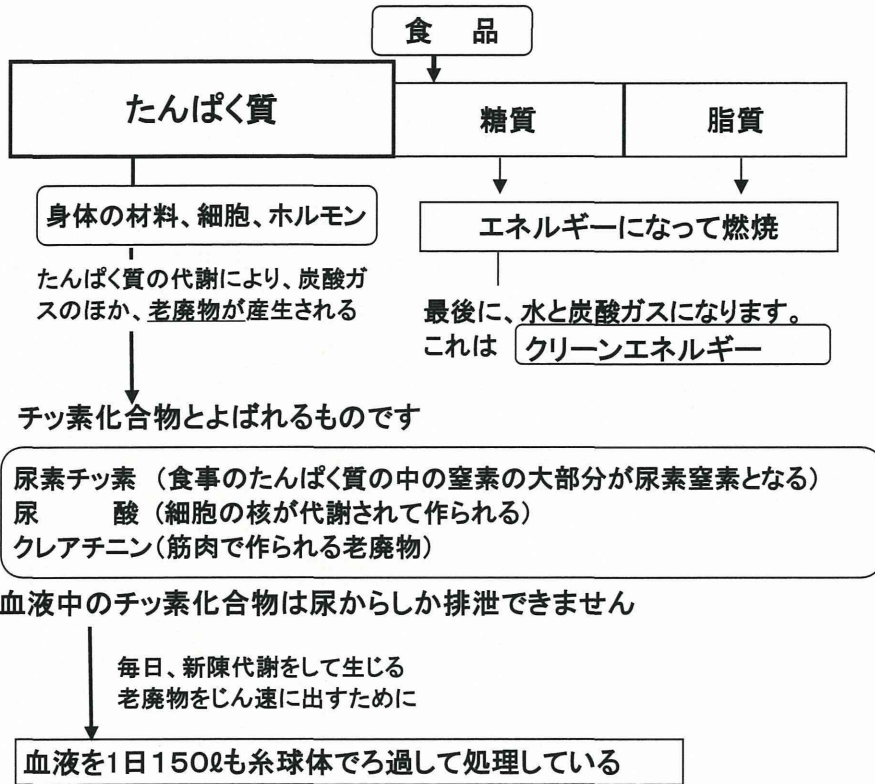 食 品
たんぱく質
糖質
脂質
身体の材料、細胞、ホルモン
エネルギーになって燃焼
たんぱく質の代謝により、炭酸ガ
スのほか、老廃物が産生される
最後に、水と炭酸ガスになります。
これは クリーンエネルギー
チッ素化合物とよばれるものです
尿素チッ素 (食事のたんぱく質の中の窒素の大部分が尿素窒素となる)
尿 酸 (細胞の核が代謝されて作られる)
クレアチニン(筋肉で作られる老廃物)
血液中のチッ素化合物は尿からしか排泄できません
毎日、新陳代謝をして生じる
老廃物をじん速に出すために
血液を1日150ℓも糸球体でろ過して処理している